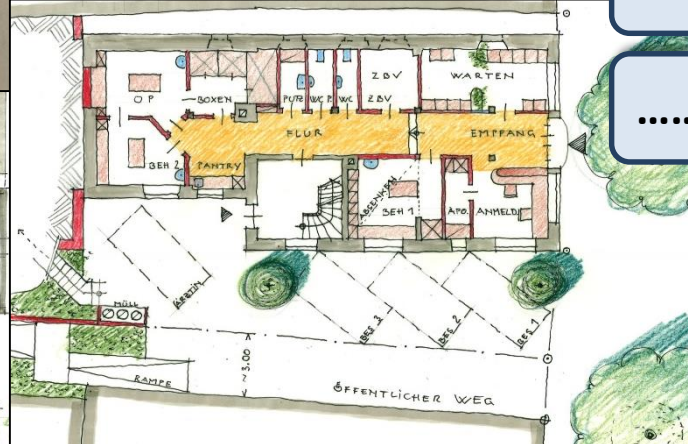 ZBV
WARTEN
OP
BOXEN
PUTZ
WC P.
WC
ZBV
FLUR
EMPFANG
BEH 2
PANTRY
ABSENKEN
BEH 1
APO.
ANMELD.
ÄRZTIN
BES 3
BES 2
BES 1
MÜLL
~3.00
RAMPE
ÖFFENTLICHER WEG
......